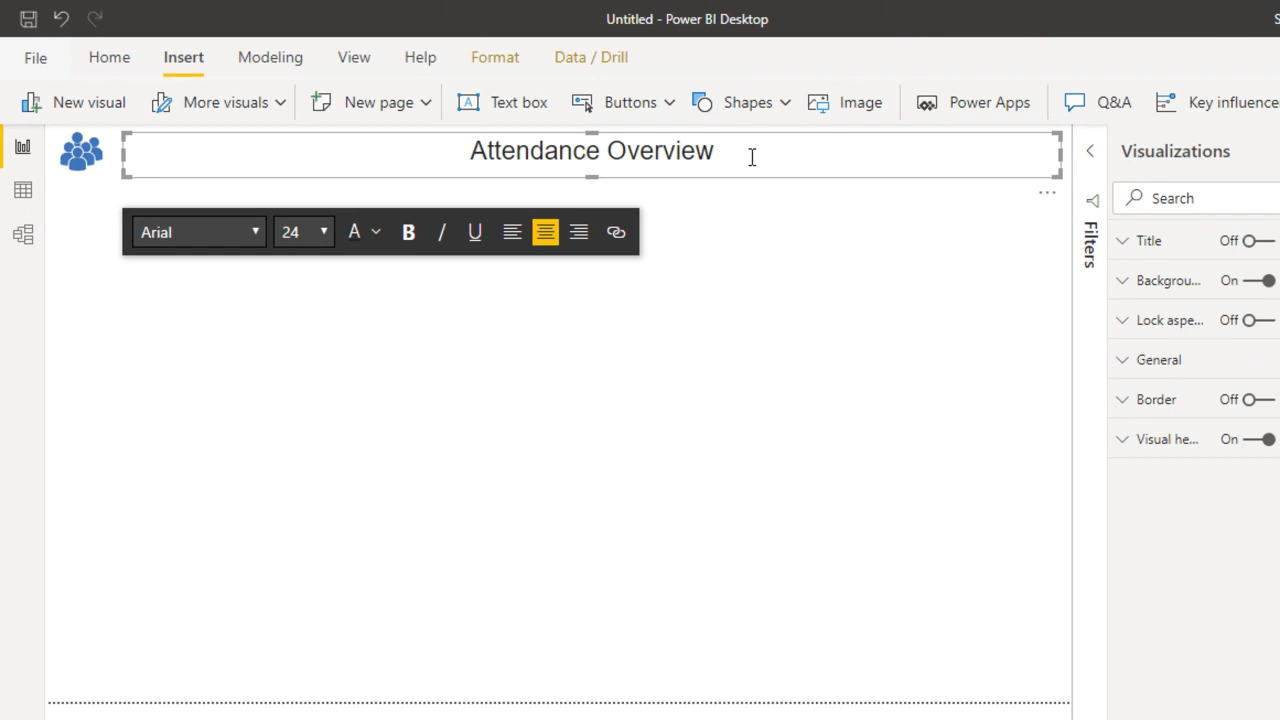 Untitled - Power BI Desktop
File Home Insert Modeling View Help Format Data / Drill
New visual More visuals New page Text box Buttons Shapes Image Power Apps Q&A Key influence
Attendance Overview
Visualizations
Search
Arial 24 A B / U
Filters
Title Off
Backgrou... On
Lock aspe... Off
General
Border Off
Visual he... On